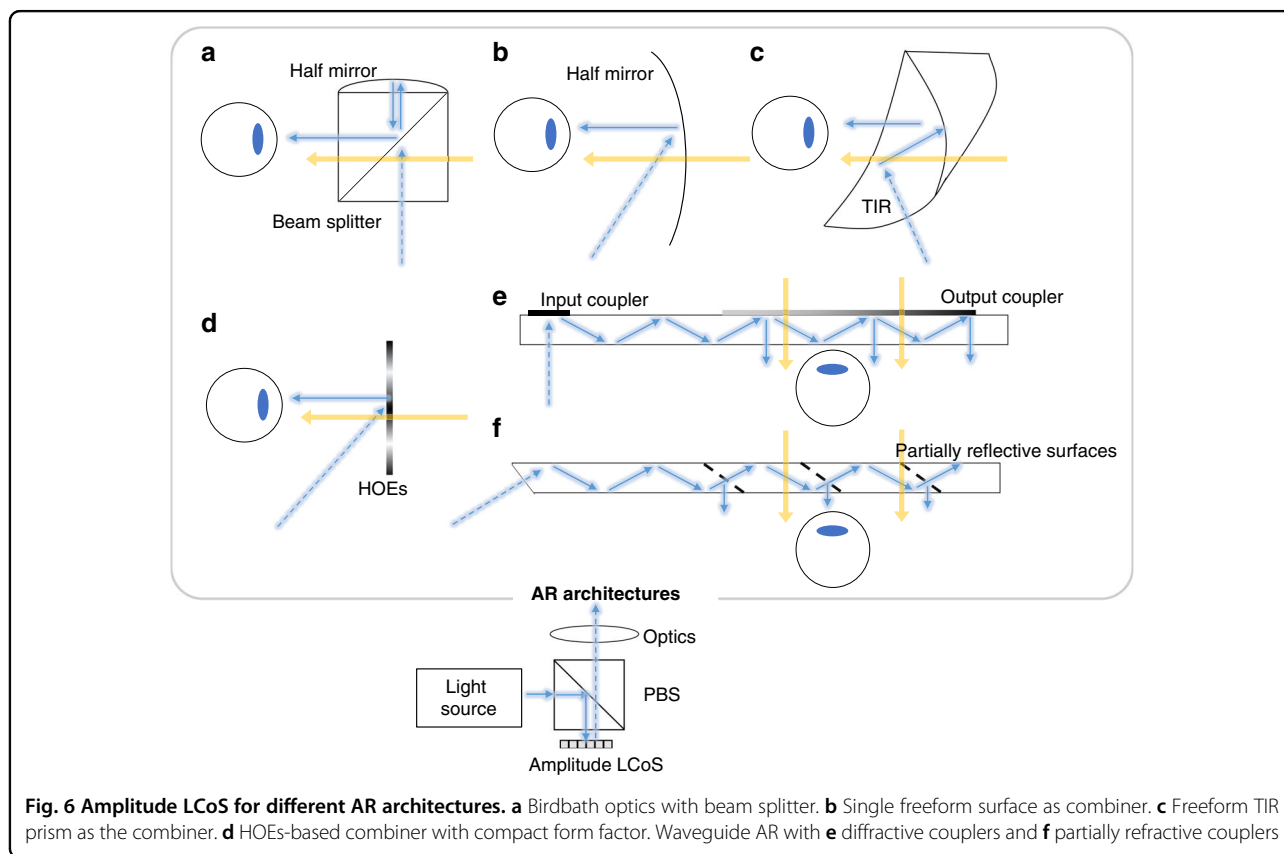 a
Half mirror
Beam splitter
b
Half mirror
c
TIR
d
HOEs
e
Input coupler
Output coupler
f
Partially reflective surfaces
AR architectures
Optics
Light
source
PBS
Amplitude LCoS
Fig. 6 Amplitude LCoS for different AR architectures. a Birdbath optics with beam splitter. b Single freeform surface as combiner. c Freeform TIR
prism as the combiner. d HOEs-based combiner with compact form factor. Waveguide AR with e diffractive couplers and f partially refractive couplers